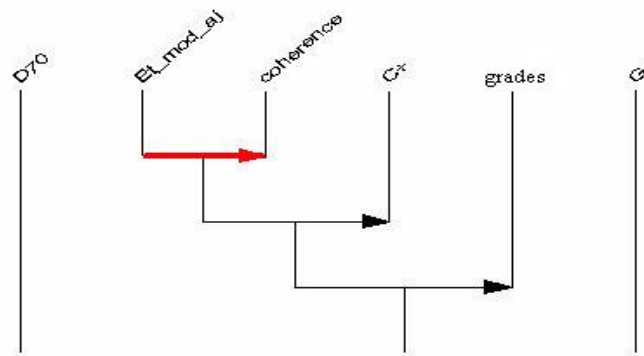 D70
Et_mod_aj
coherence
C*
grades
G